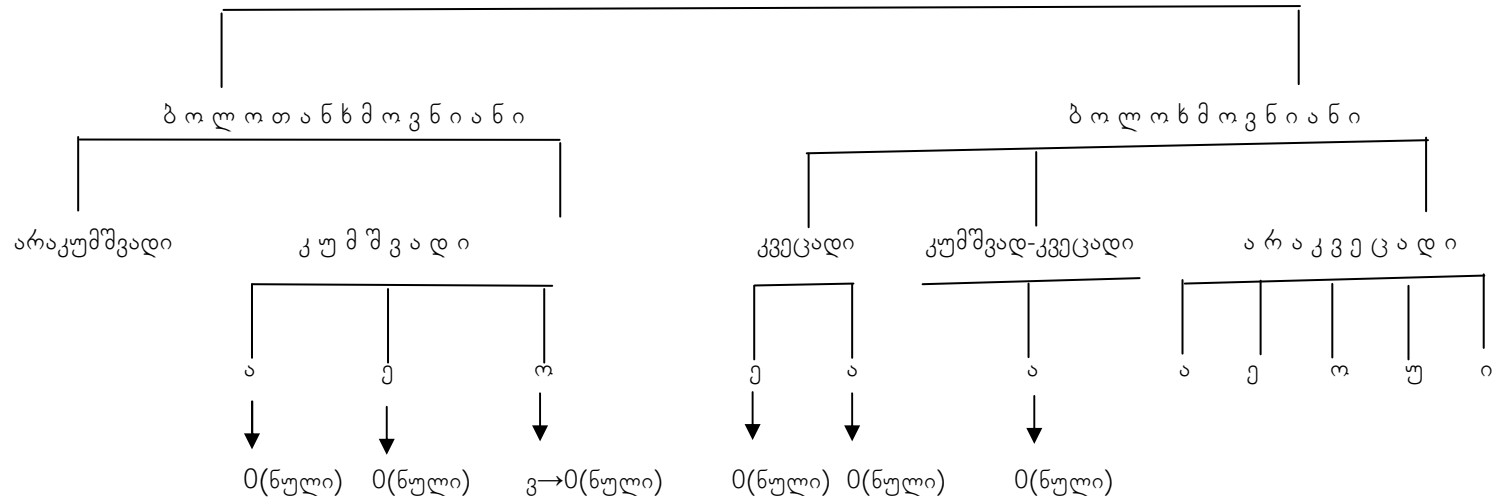 ბოლოთანხმოვნიანი ბოლოხმოვნიანი
არაკუმშვადი კუმშვადი კვეცადი კუმშვად-კვეცადი არაკვეცადი
ა ე ო ე ა ა ა ე ო უ ი
0(ნული) 0(ნული) ვ→0(ნული) 0(ნული) 0(ნული) 0(ნული)